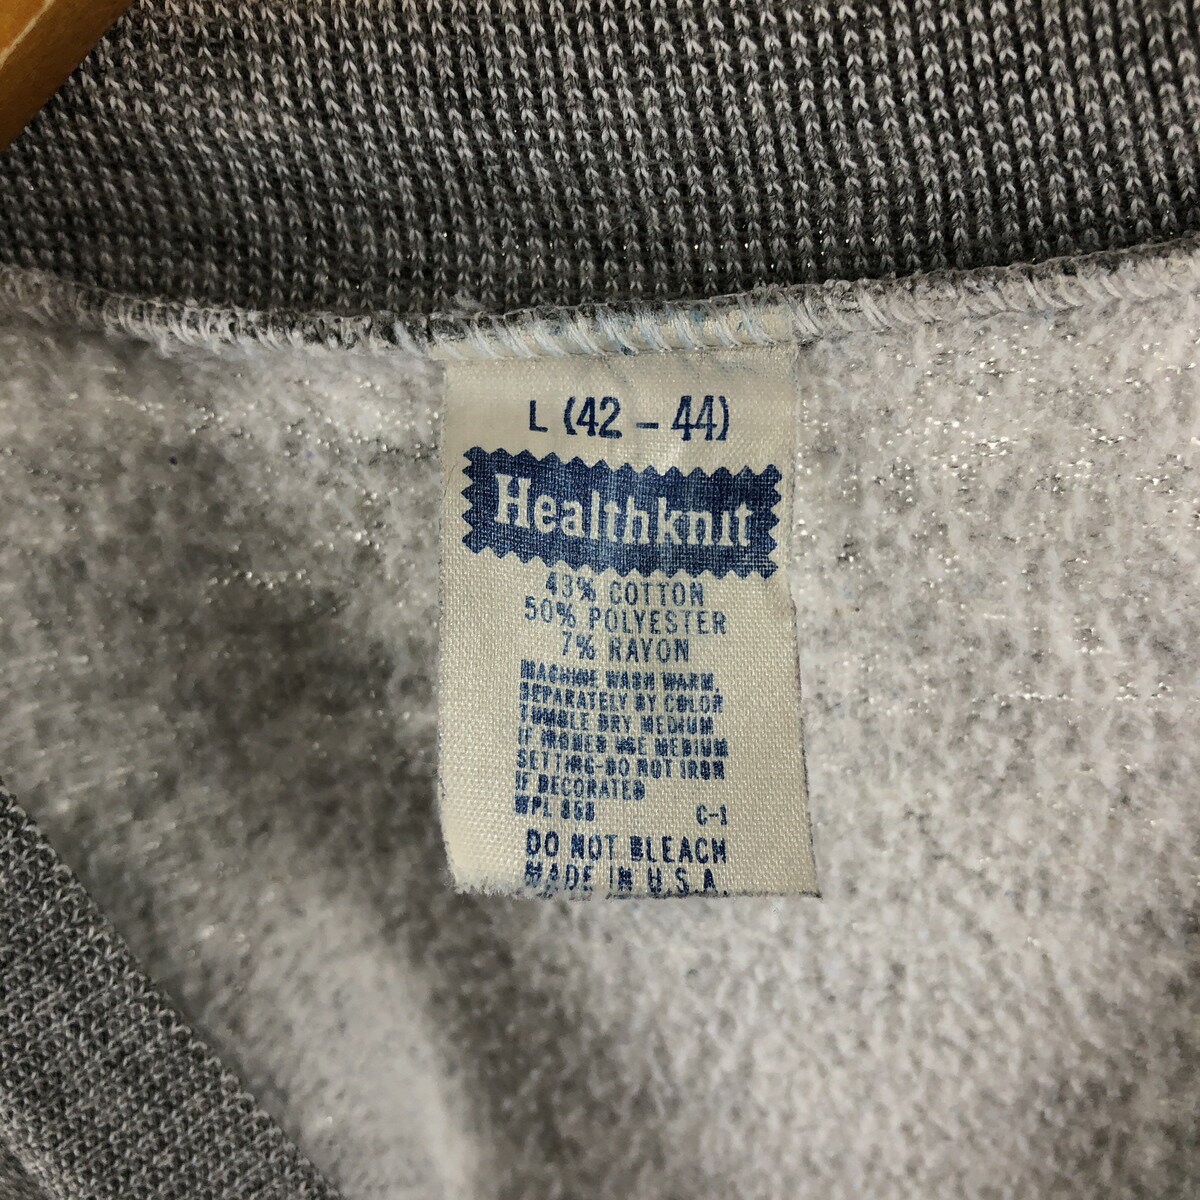 L (42 – 44)
Healthknit
43% COTTON
50% POLYESTER
7% RAYON
MACHINE WASH WARM,
SEPARATELY BY COLOR
TUMBLE DRY MEDIUM
IF IRONED USE MEDIUM
SETTING-DO NOT IRON
IF DECORATED
WPL C-1
DO NOT BLEACH
MADE IN U.S.A.